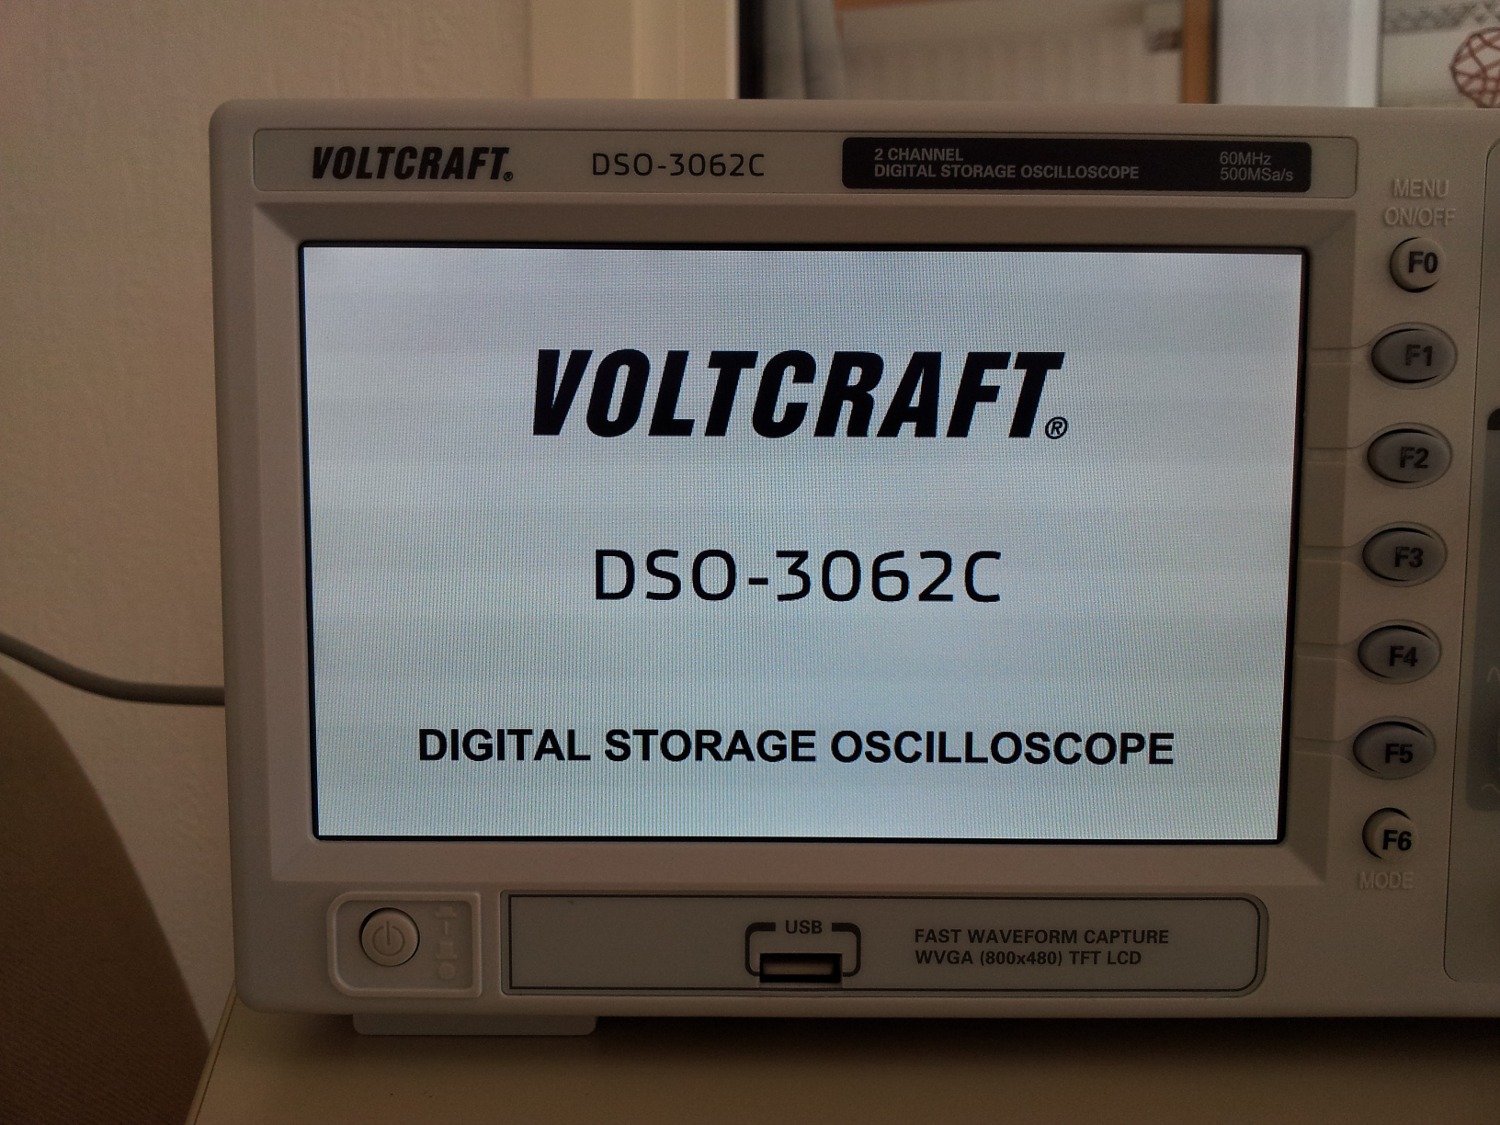 VOLTCRAFT®
DSO-3062C
2 CHANNEL
DIGITAL STORAGE OSCILLOSCOPE
60MHz
500MSa/s
MENU
ON/OFF
F0
VOLTCRAFT®
DSO-3062C
DIGITAL STORAGE OSCILLOSCOPE
F1
F2
F3
F4
F5
F6
MODE
USB
FAST WAVEFORM CAPTURE
WVGA (800x480) TFT LCD